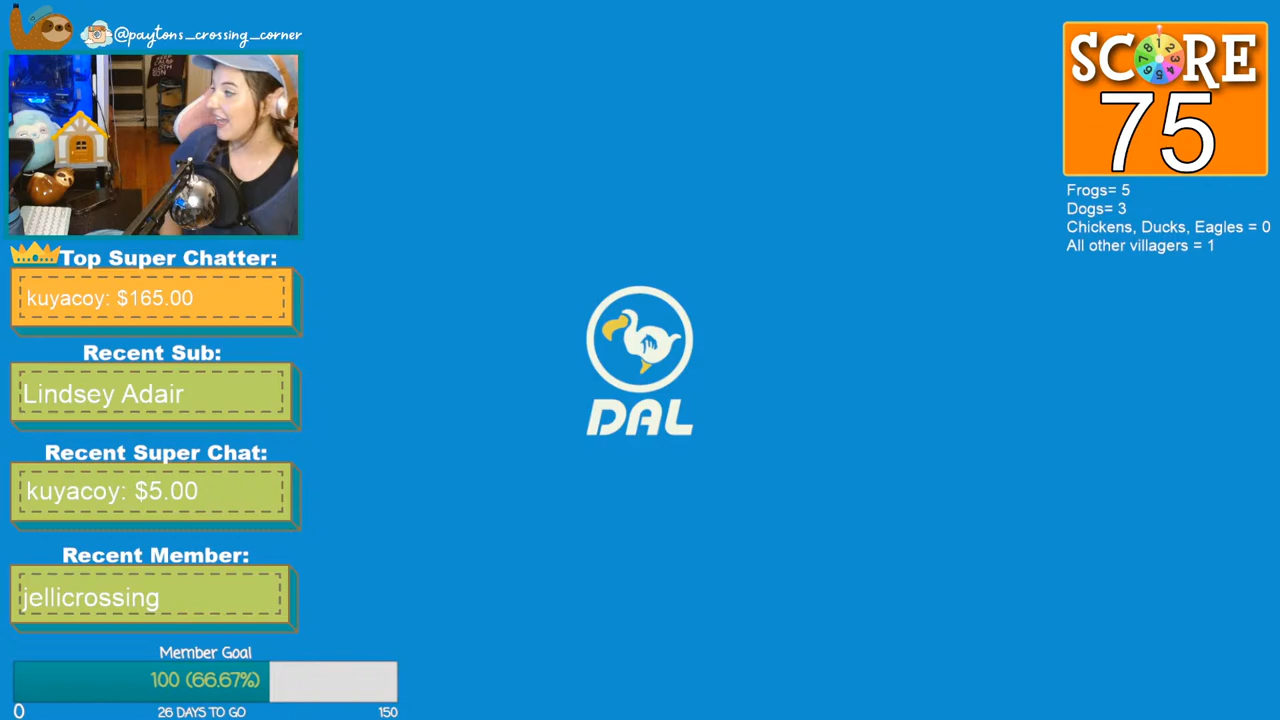 @paytons_crossing_corner
Top Super Chatter:
kuyacoy: $165.00
Recent Sub:
Lindsey Adair
Recent Super Chat:
kuyacoy: $5.00
Recent Member:
jellicrossing
Member Goal
100 (66.67%)
0 26 DAYS TO GO 150
DAL
SCORE
75
Frogs= 5
Dogs= 3
Chickens, Ducks, Eagles = 0
All other villagers = 1